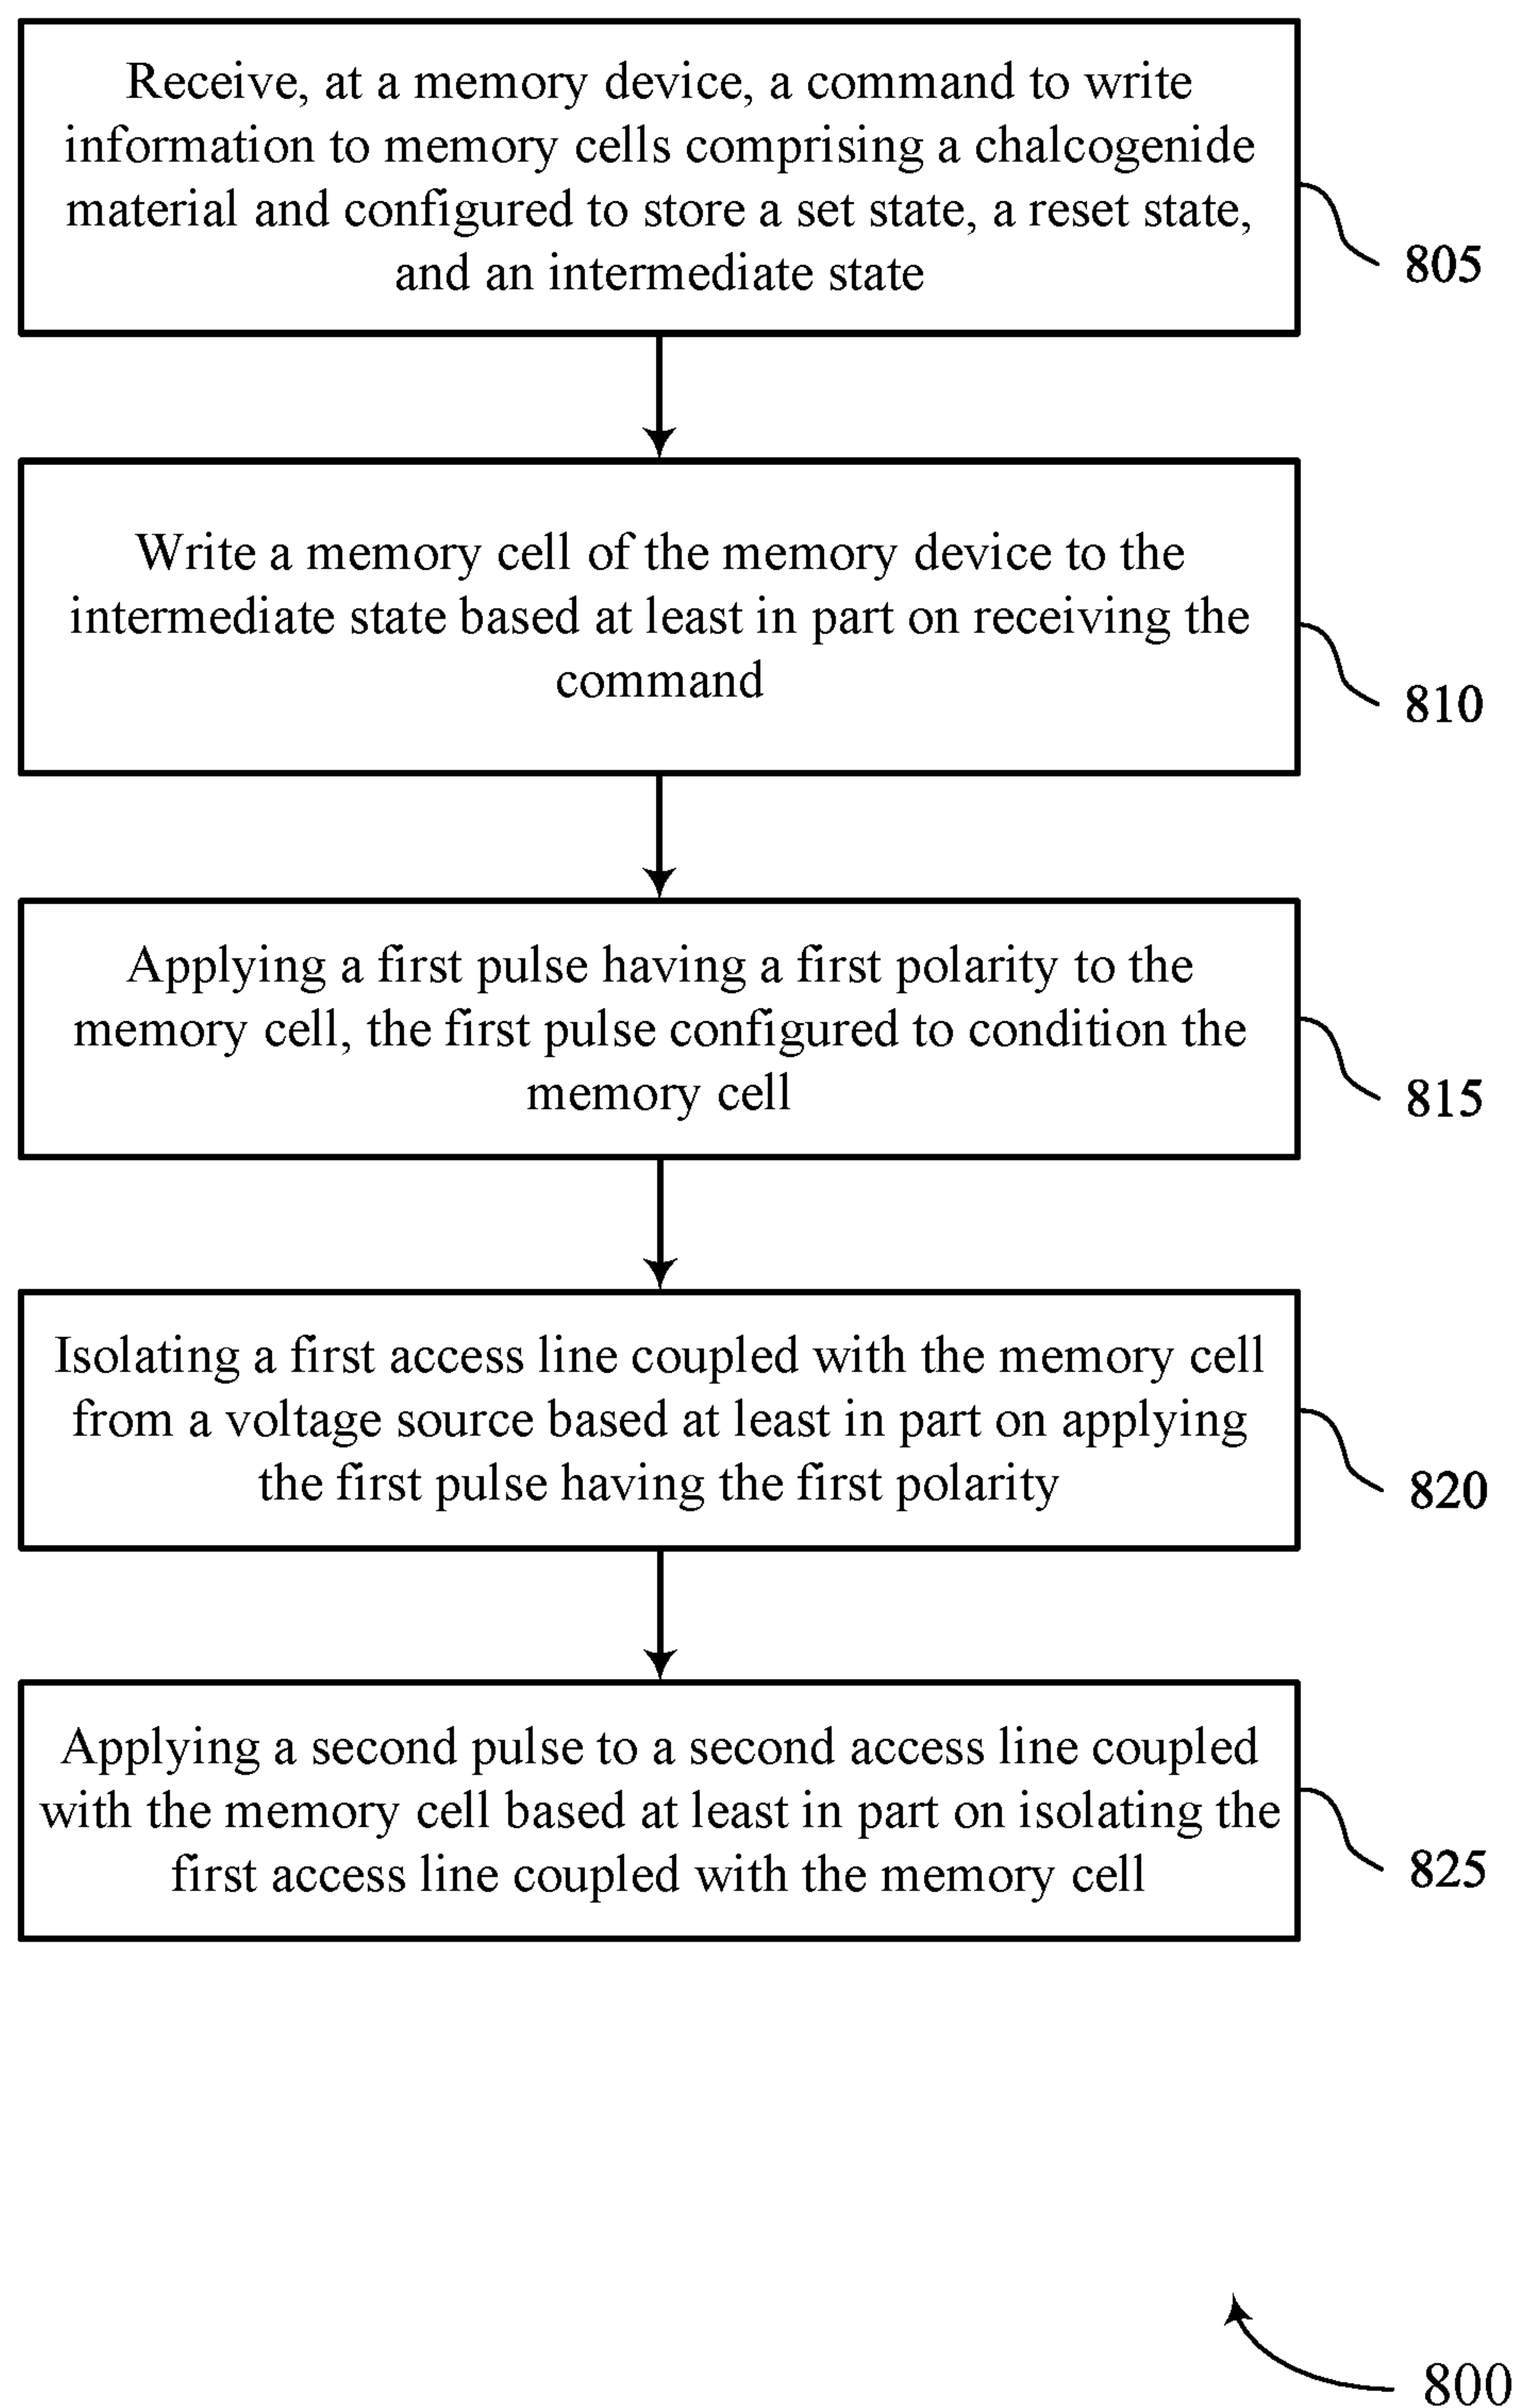 Receive, at a memory device, a command to write
information to memory cells comprising a chalcogenide
material and configured to store a set state, a reset state,
and an intermediate state
805
Write a memory cell of the memory device to the
intermediate state based at least in part on receiving the
command
810
Applying a first pulse having a first polarity to the
memory cell, the first pulse configured to condition the
memory cell
815
Isolating a first access line coupled with the memory cell
from a voltage source based at least in part on applying
the first pulse having the first polarity
820
Applying a second pulse to a second access line coupled
with the memory cell based at least in part on isolating the
first access line coupled with the memory cell
825
800